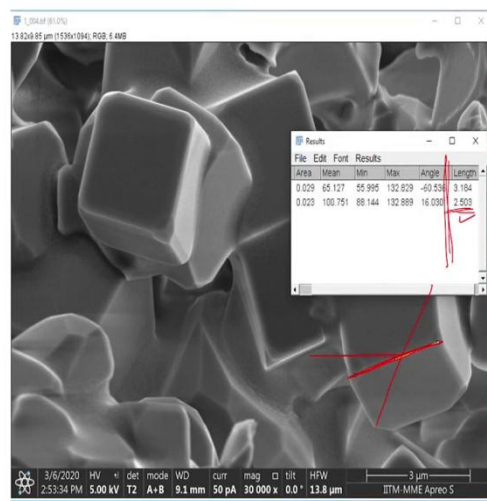 1_004.tif (61.0%)
13.82x9.85 µm (1536x1094); RGB; 6.4MB
Results
File Edit Font Results
Area Mean Min Max Angle Length
0.029 65.127 55.995 132.829 -60.536 3.184
0.023 100.751 88.144 132.889 16.030 2.503
3/6/2020 HV det mode WD curr mag □ tilt HFW 3 µm
2:53:34 PM 5.00 kV T2 A+B 9.1 mm 50 pA 30 000 x 0.0 ° 13.8 µm IITM-MME Apreo S